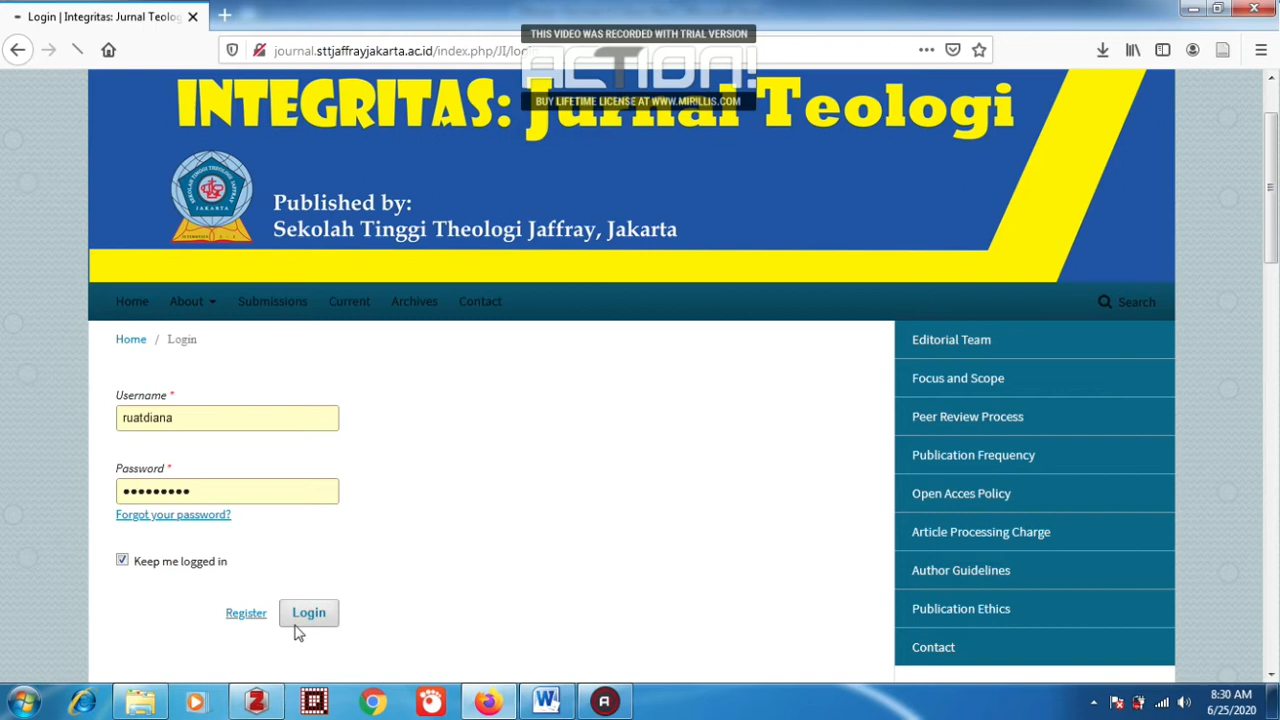 Login | Integritas: Jurnal Teolog
THIS VIDEO WAS RECORDED WITH TRIAL VERSION
journal.sttjaffrayjakarta.ac.id/index.php/JI/lo
ACTION!
BUY LIFETIME LICENSE AT WWW.MIRILLIS.COM
INTEGRITAS: Jurnal Teologi
Published by:
Sekolah Tinggi Theologi Jaffray, Jakarta
Home About Submissions Current Archives Contact Search
Home / Login
Username *
ruatdiana
Password *
•••••••••
Forgot your password?
Keep me logged in
Register Login
Editorial Team
Focus and Scope
Peer Review Process
Publication Frequency
Open Acces Policy
Article Processing Charge
Author Guidelines
Publication Ethics
Contact
8:30 AM
6/25/2020